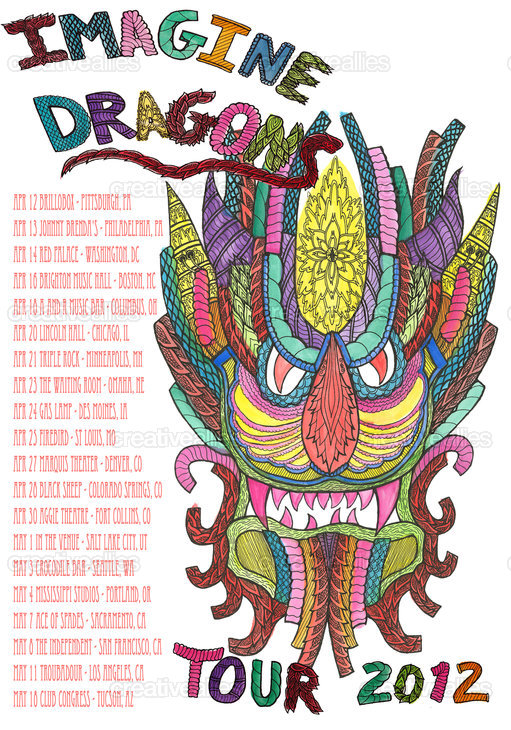 IMAGINE
DRAGONS
APR 12 BRILLOBOX - PITTSBURGH, PA
APR 13 JOHNNY BRENDA'S - PHILADELPHIA, PA
APR 14 RED PALACE - WASHINGTON, DC
APR 16 BRIGHTON MUSIC HALL - BOSTON, MC
APR 18 A AND A MUSIC BAR - COLUMBUS, OH
APR 20 LINCOLN HALL - CHICAGO, IL
APR 21 TRIPLE ROCK - MINNEAPOLIS, MN
APR 23 THE WAITING ROOM - OMAHA, NE
APR 24 GAS LAMP - DES MOINES, IA
APR 25 FIREBIRD - ST LOUIS, MO
APR 27 MARQUIS THEATER - DENVER, CO
APR 28 BLACK SHEEP - COLORADO SPRINGS, CO
APR 30 AGGIE THEATRE - FORT COLLINS, CO
MAY 1 IN THE VENUE - SALT LAKE CITY, UT
MAY 3 CROCODALE BAR - SEATTLE, WA
MAY 4 MISSISSIPPI STUDIOS - PORTLAND, OR
MAY 7 ACE OF SPADES - SACRAMENTO, CA
MAY 8 THE INDEPENDENT - SAN FRANCISCO, CA
MAY 11 TROUBADOUR - LOS ANGELES, CA
MAY 18 CLUB CONGRESS - TUCSON, AZ
TOUR 2012
creativeallies